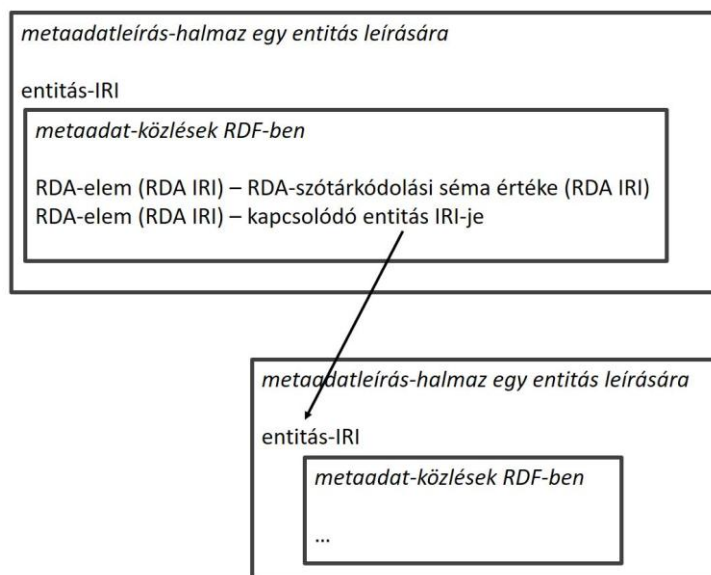 metaadatleírás-halmaz egy entitás leírására
entitás-IRI
metaadat-közlések RDF-ben
RDA-elem (RDA IRI) – RDA-szótárkódolási séma értéke (RDA IRI)
RDA-elem (RDA IRI) – kapcsolódó entitás IRI-je
metaadatleírás-halmaz egy entitás leírására
entitás-IRI
metaadat-közlések RDF-ben
...